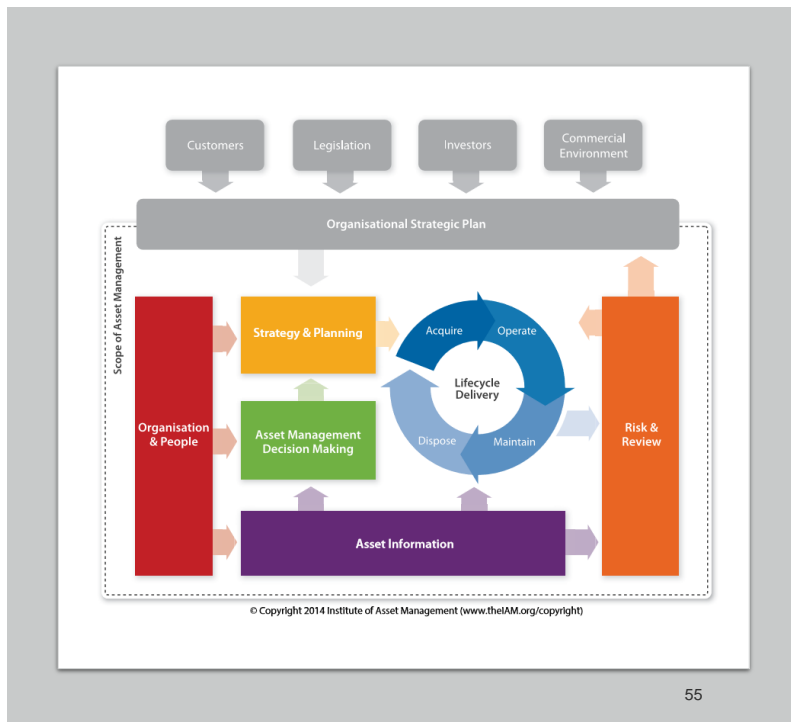 Customers
Legislation
Investors
Commercial
Environment
Organisational Strategic Plan
Scope of Asset Management
Strategy & Planning
Acquire
Operate
Lifecycle
Delivery
Organisation
& People
Asset Management
Decision Making
Dispose
Maintain
Risk &
Review
Asset Information
© Copyright 2014 Institute of Asset Management (www.theIAM.org/copyright)
55